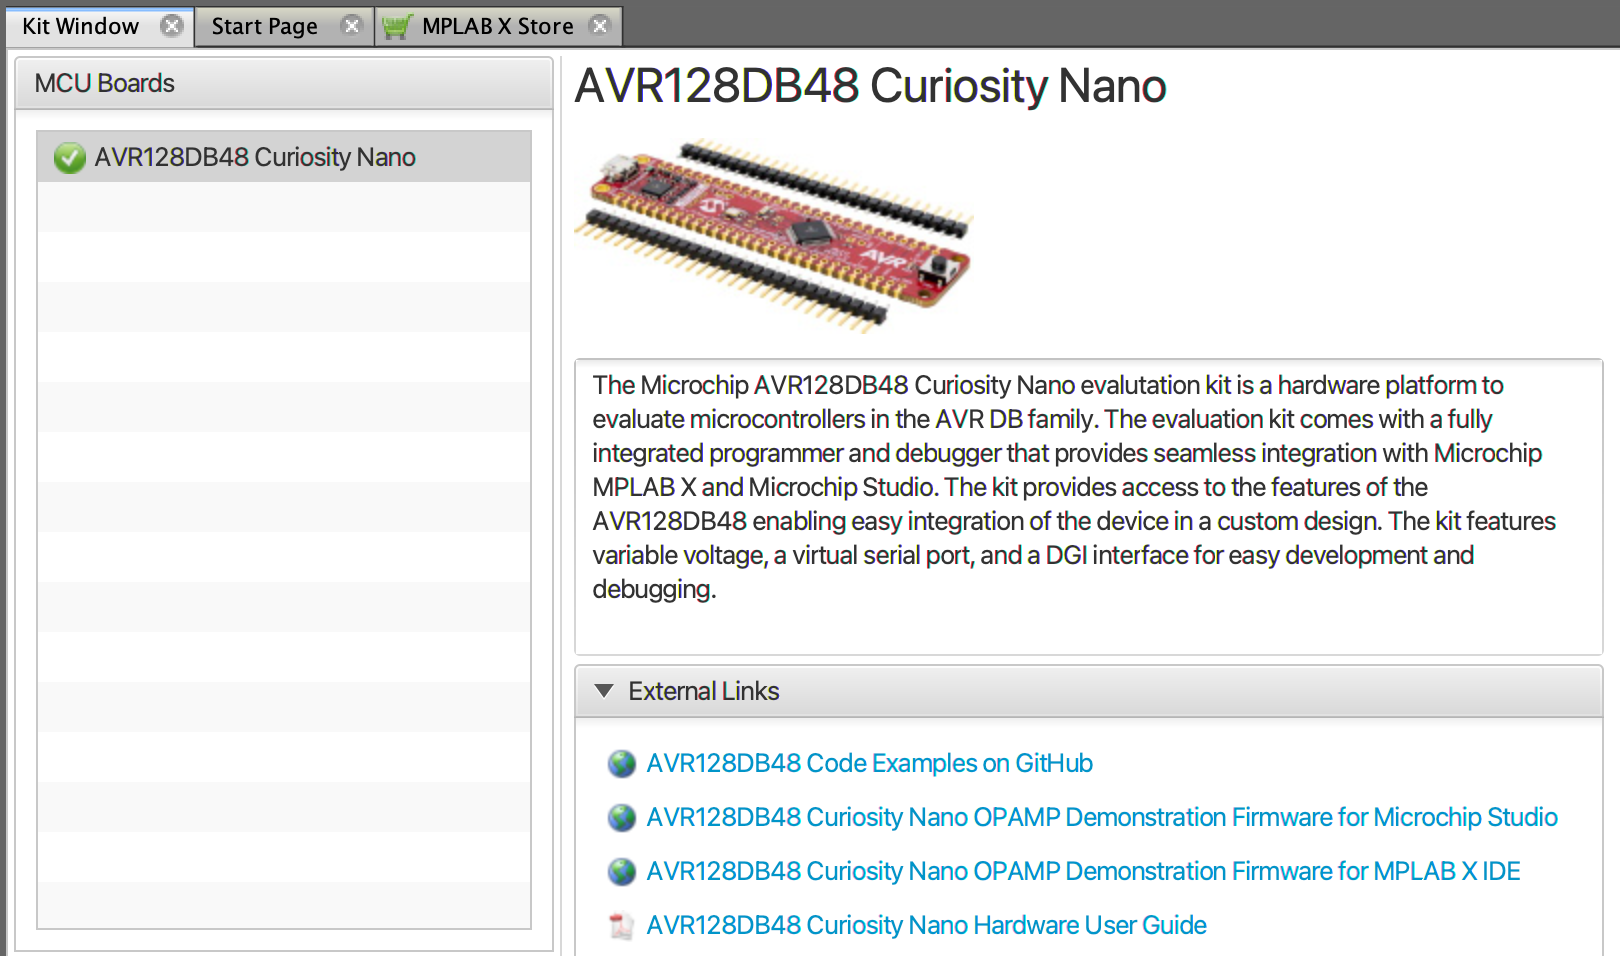 Kit Window
Start Page
MPLAB X Store
MCU Boards
AVR128DB48 Curiosity Nano
AVR128DB48 Curiosity Nano
AVR
The Microchip AVR128DB48 Curiosity Nano evalutation kit is a hardware platform to
evaluate microcontrollers in the AVR DB family. The evaluation kit comes with a fully
integrated programmer and debugger that provides seamless integration with Microchip
MPLAB X and Microchip Studio. The kit provides access to the features of the
AVR128DB48 enabling easy integration of the device in a custom design. The kit features
variable voltage, a virtual serial port, and a DGI interface for easy development and
debugging.
External Links
AVR128DB48 Code Examples on GitHub
AVR128DB48 Curiosity Nano OPAMP Demonstration Firmware for Microchip Studio
AVR128DB48 Curiosity Nano OPAMP Demonstration Firmware for MPLAB X IDE
AVR128DB48 Curiosity Nano Hardware User Guide